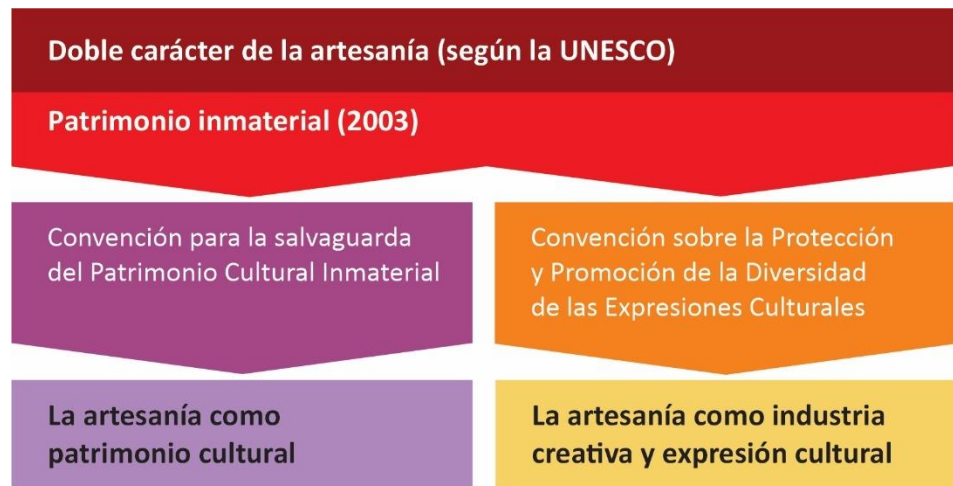 Doble carácter de la artesanía (según la UNESCO)
Patrimonio inmaterial (2003)
Convención para la salvaguarda
del Patrimonio Cultural Inmaterial
Convención sobre la Protección
y Promoción de la Diversidad
de las Expresiones Culturales
La artesanía como
patrimonio cultural
La artesanía como industria
creativa y expresión cultural